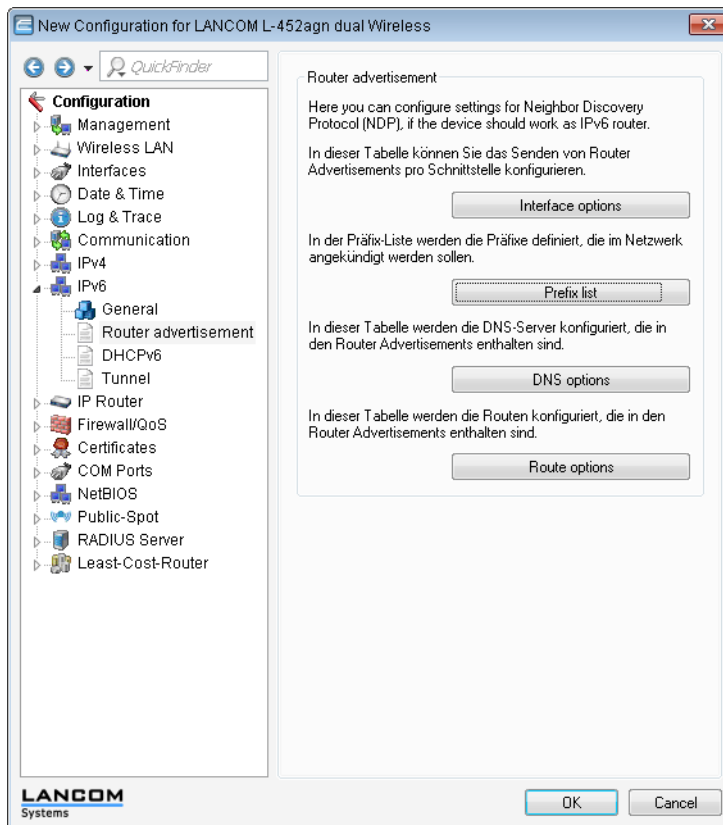 New Configuration for LANCOM L-452agn dual Wireless
QuickFinder
Configuration
Management
Wireless LAN
Interfaces
Date & Time
Log & Trace
Communication
IPv4
IPv6
General
Router advertisement
DHCPv6
Tunnel
IP Router
Firewall/QoS
Certificates
COM Ports
NetBIOS
Public-Spot
RADIUS Server
Least-Cost-Router
Router advertisement
Here you can configure settings for Neighbor Discovery
Protocol (NDP), if the device should work as IPv6 router.
In dieser Tabelle können Sie das Senden von Router
Advertisements pro Schnittstelle konfigurieren.
Interface options
In der Präfix-Liste werden die Präfixe definiert, die im Netzwerk
angekündigt werden sollen.
Prefix list
In dieser Tabelle werden die DNS-Server konfiguriert, die in
den Router Advertisements enthalten sind.
DNS options
In dieser Tabelle werden die Routen konfiguriert, die in den
Router Advertisements enthalten sind.
Route options
LANCOM
Systems
OK
Cancel